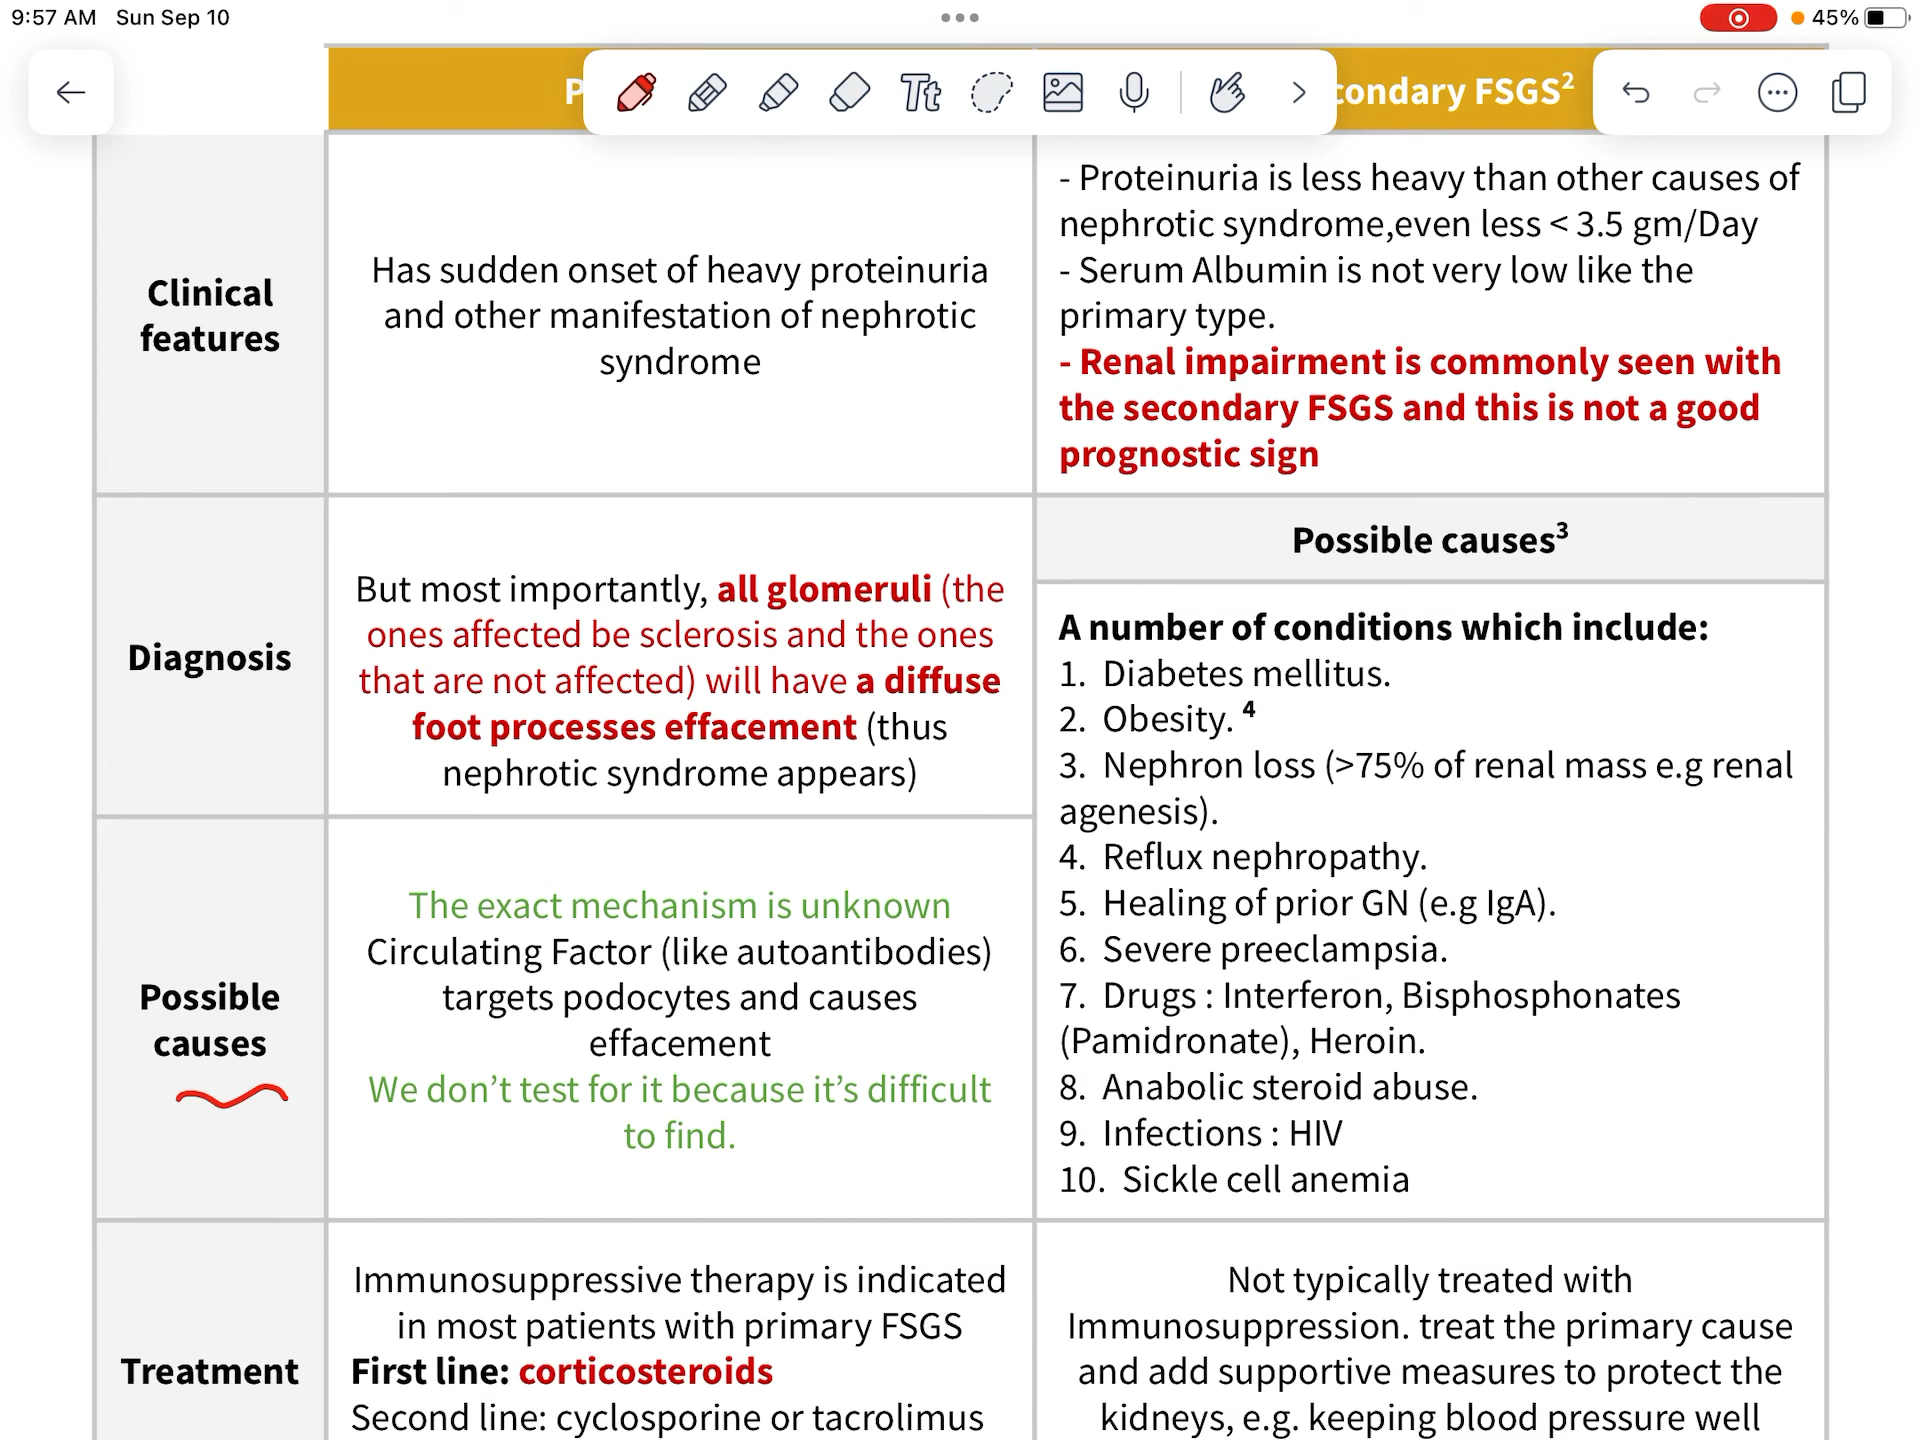 9:57 AM Sun Sep 10
45%
Tt
condary FSGS²
Clinical
features
Has sudden onset of heavy proteinuria
and other manifestation of nephrotic
syndrome
- Proteinuria is less heavy than other causes of
nephrotic syndrome,even less < 3.5 gm/Day
- Serum Albumin is not very low like the
primary type.
- Renal impairment is commonly seen with
the secondary FSGS and this is not a good
prognostic sign
Diagnosis
But most importantly, all glomeruli (the
ones affected be sclerosis and the ones
that are not affected) will have a diffuse
foot processes effacement (thus
nephrotic syndrome appears)
Possible causes³
A number of conditions which include:
1. Diabetes mellitus.
2. Obesity. ⁴
3. Nephron loss (>75% of renal mass e.g renal
agenesis).
4. Reflux nephropathy.
5. Healing of prior GN (e.g IgA).
6. Severe preeclampsia.
7. Drugs : Interferon, Bisphosphonates
(Pamidronate), Heroin.
8. Anabolic steroid abuse.
9. Infections : HIV
10. Sickle cell anemia
Possible
causes
The exact mechanism is unknown
Circulating Factor (like autoantibodies)
targets podocytes and causes
effacement
We don’t test for it because it’s difficult
to find.
Treatment
Immunosuppressive therapy is indicated
in most patients with primary FSGS
First line: corticosteroids
Second line: cyclosporine or tacrolimus
Not typically treated with
Immunosuppression. treat the primary cause
and add supportive measures to protect the
kidneys, e.g. keeping blood pressure well